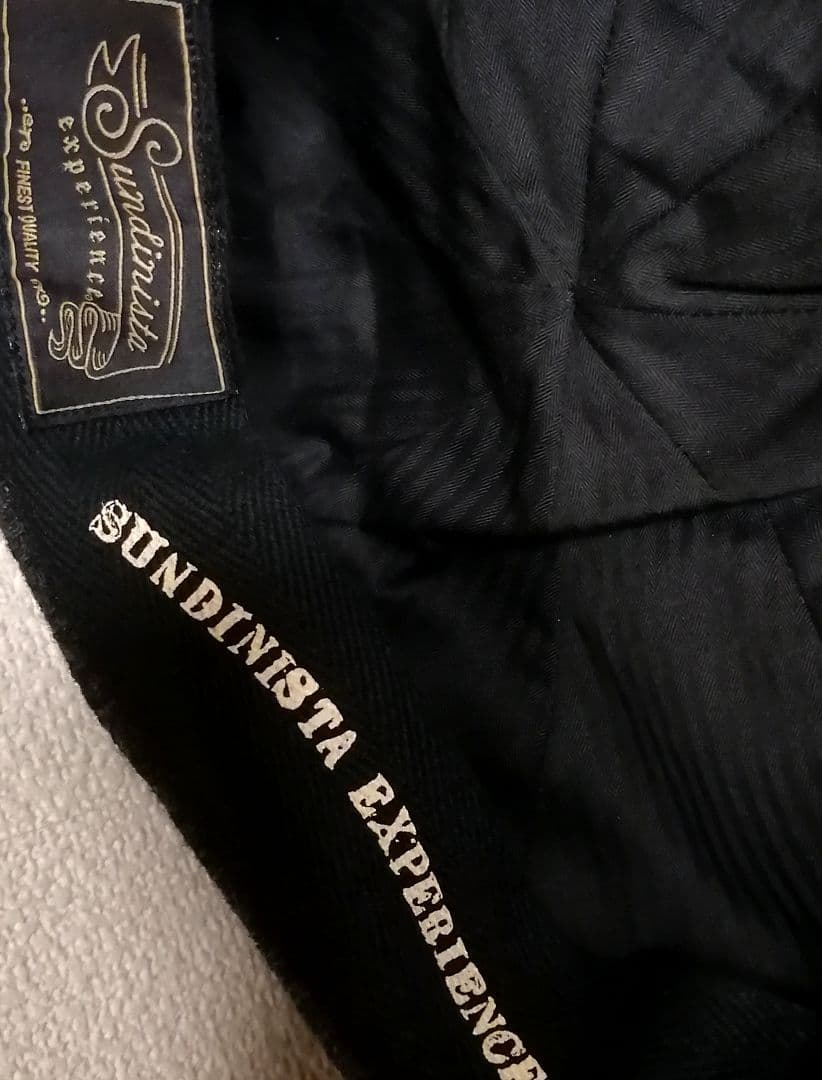 Sundinista
experience
FINEST QUALITY
SUNDINISTA EXPERIENCE